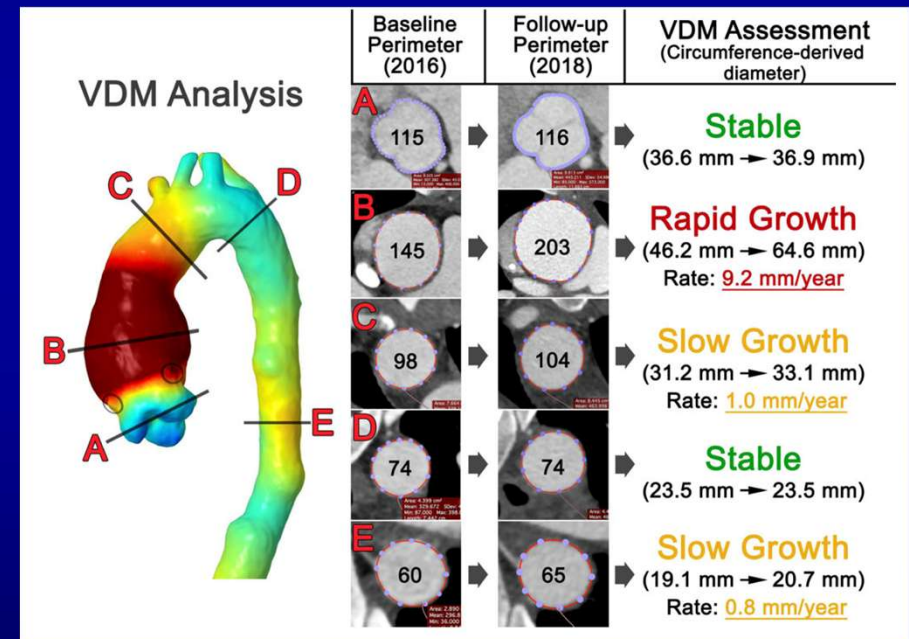 VDM Analysis
Baseline
Perimeter
(2016)
Follow-up
Perimeter
(2018)
VDM Assessment
(Circumference-derived
diameter)
A
B
C
D
E
A
115
116
Stable
(36.6 mm → 36.9 mm)
B
145
203
Rapid Growth
(46.2 mm → 64.6 mm)
Rate: 9.2 mm/year
C
98
104
Slow Growth
(31.2 mm → 33.1 mm)
Rate: 1.0 mm/year
D
74
74
Stable
(23.5 mm → 23.5 mm)
E
60
65
Slow Growth
(19.1 mm → 20.7 mm)
Rate: 0.8 mm/year